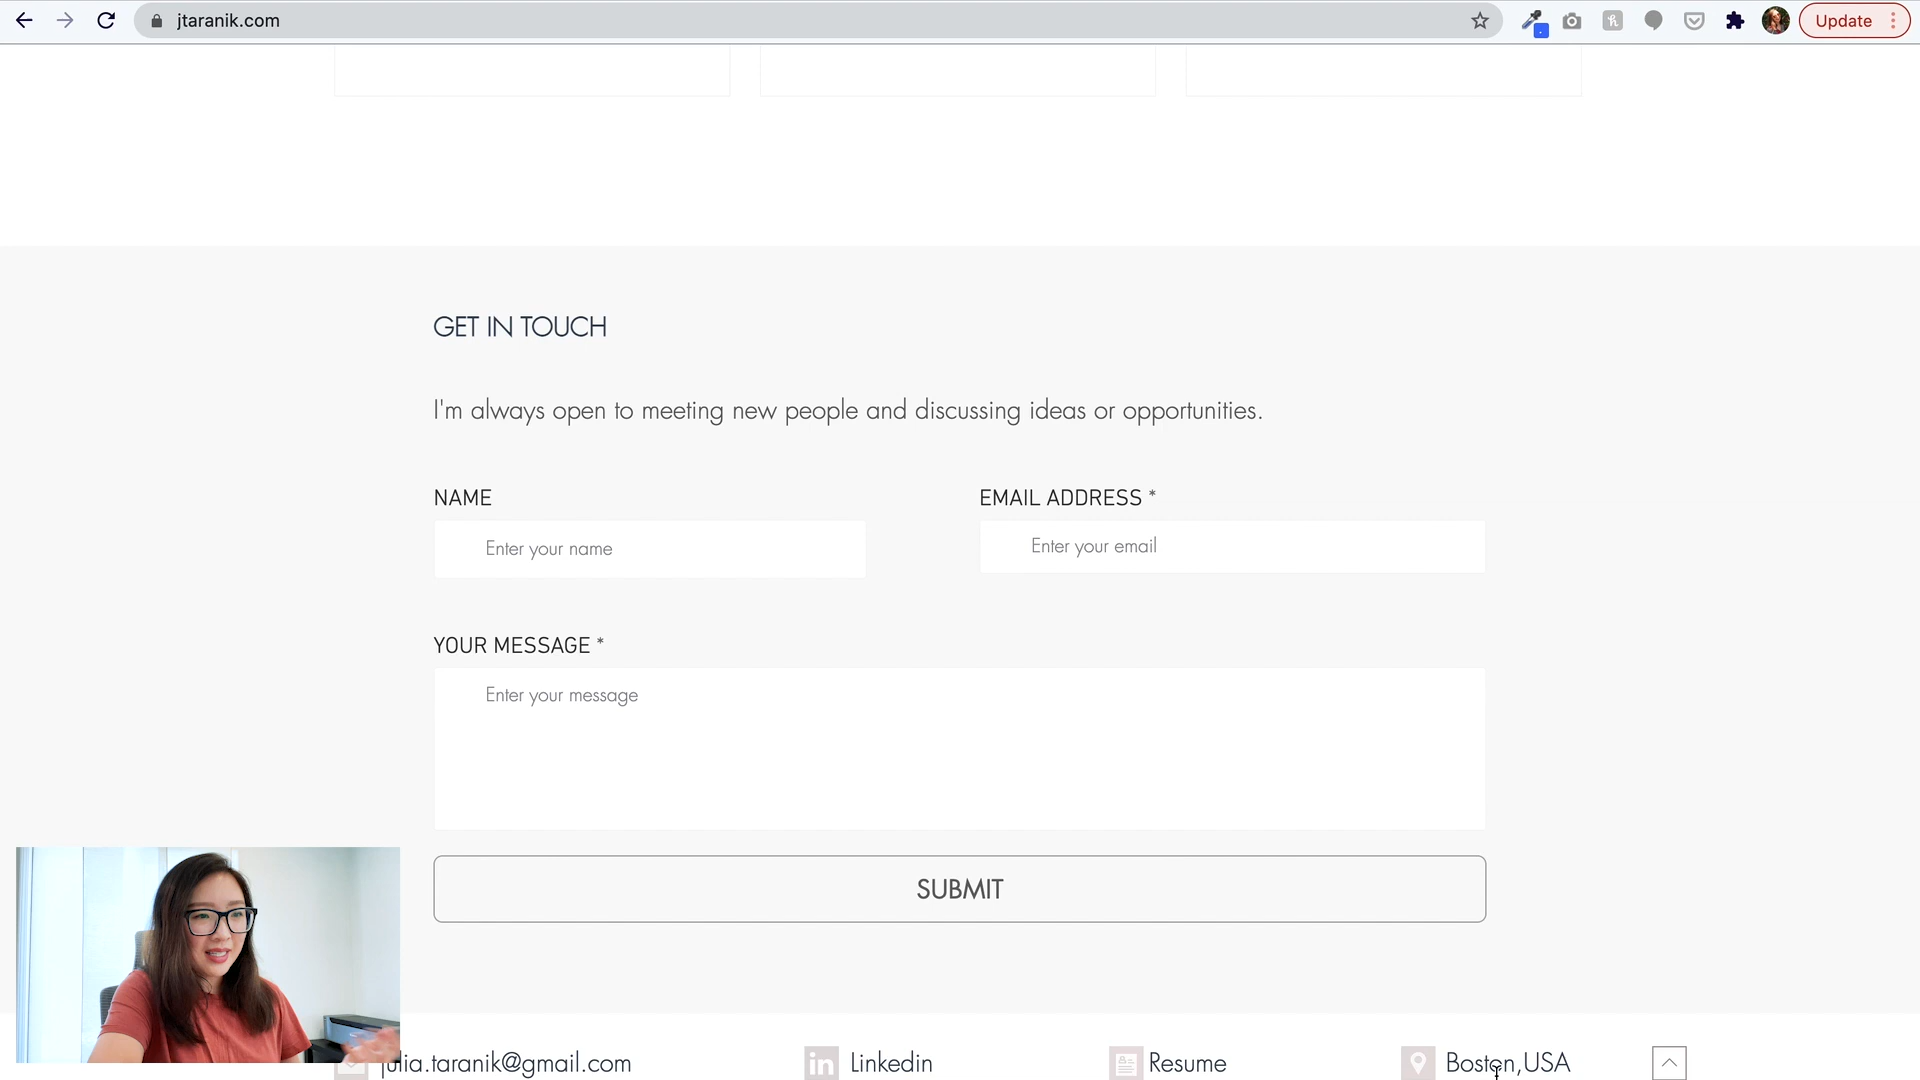 jtaranik.com
Update
GET IN TOUCH
I'm always open to meeting new people and discussing ideas or opportunities.
NAME
EMAIL ADDRESS *
Enter your name
Enter your email
YOUR MESSAGE *
Enter your message
SUBMIT
julia.taranik@gmail.com
Linkedin
Resume
Boston,USA